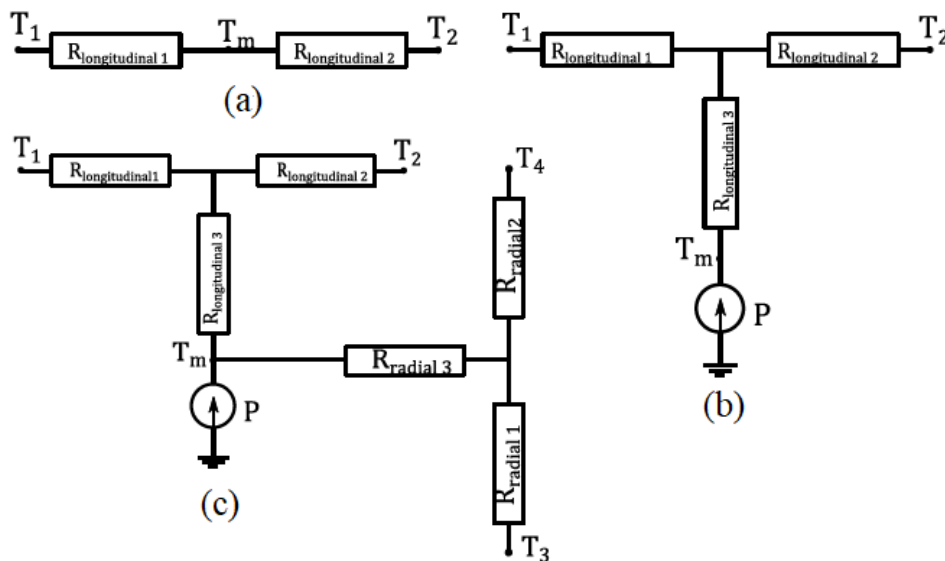 T1 Rlongitudinal 1 Tm Rlongitudinal 2 T2
(a)
T1 Rlongitudinal 1 Rlongitudinal 2 T2
Rlongitudinal 3
Tm
P
(b)
T1 Rlongitudinal1 Rlongitudinal 2 T2
Rlongitudinal 3
Tm
P
Rradial 3
T4
Rradial2
Rradial 1
T3
(c)